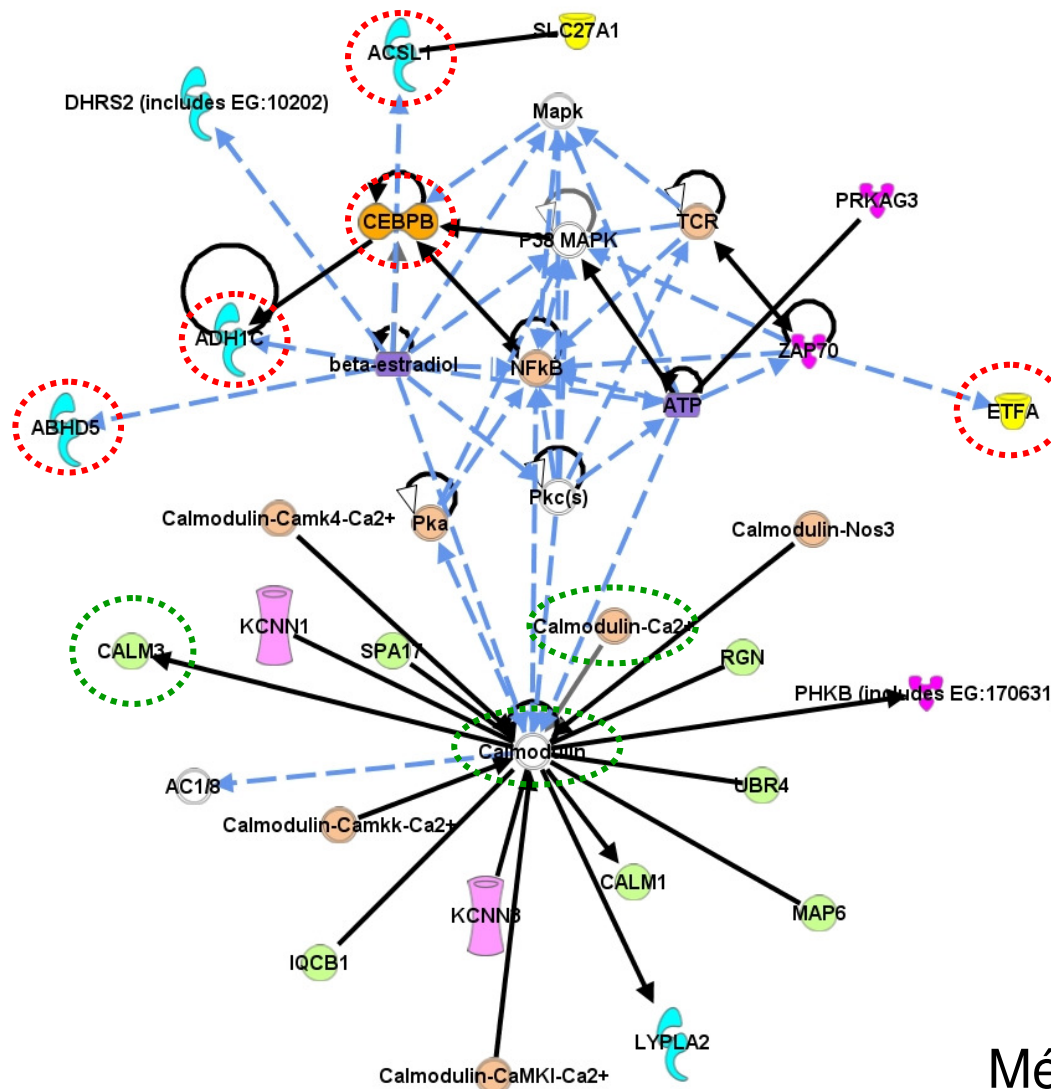 SLC27A1
ACSL1
DHRS2 (includes EG:10202)
Mapk
PRKAG3
CEBPB
TCR
P38 MAPK
ADH1C
ZAP70
beta-estradiol
NFkB
ATP
ETFA
ABHD5
Pkc(s)
Calmodulin-Camk4-Ca2+
Pka
Calmodulin-Nos3
KCNN1
Calmodulin-Ca2+
CALM3
SPA17
RGN
PHKB (includes EG:170631
Calmodulin
AC1/8
UBR4
Calmodulin-Camkk-Ca2+
CALM1
KCNN3
MAP6
IQCB1
LYPLA2
Calmodulin-CaMKI-Ca2+
Mé